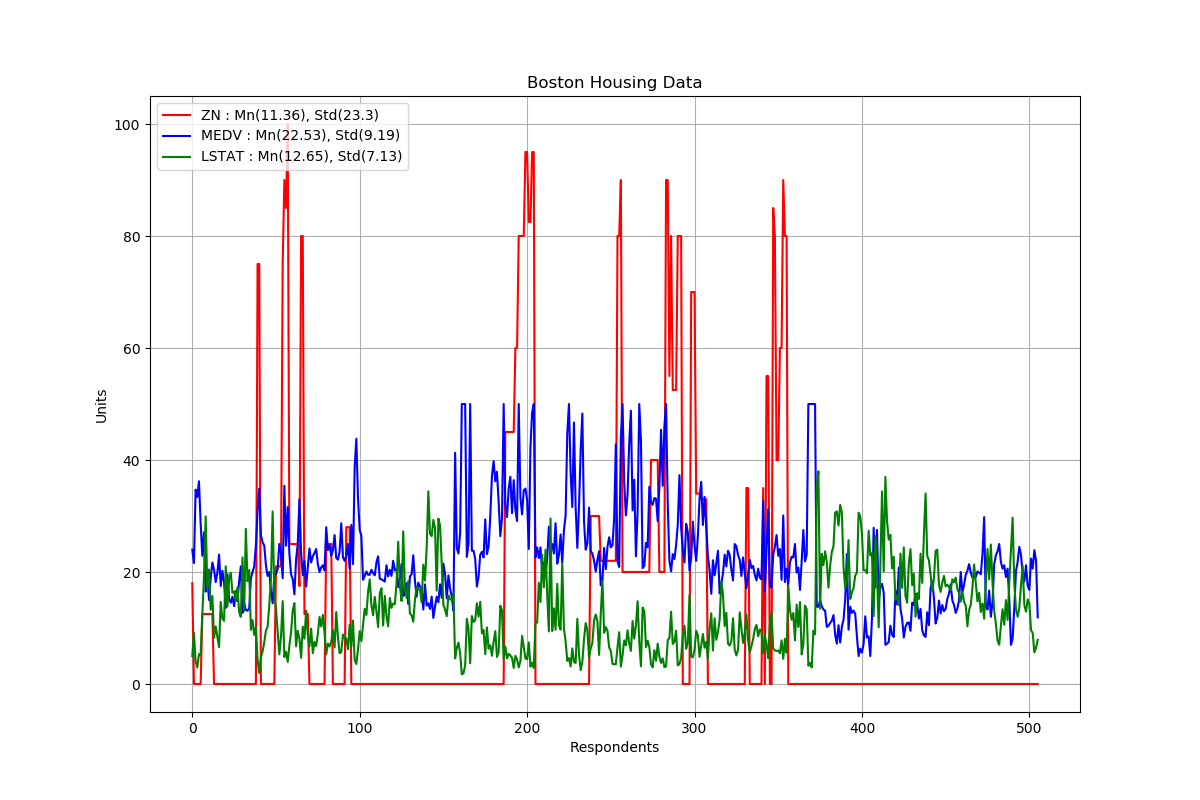 Boston Housing Data
ZN : Mn(11.36), Std(23.3)
MEDV : Mn(22.53), Std(9.19)
LSTAT : Mn(12.65), Std(7.13)
100
80
60
40
20
0
Units
0 100 200 300 400 500
Respondents